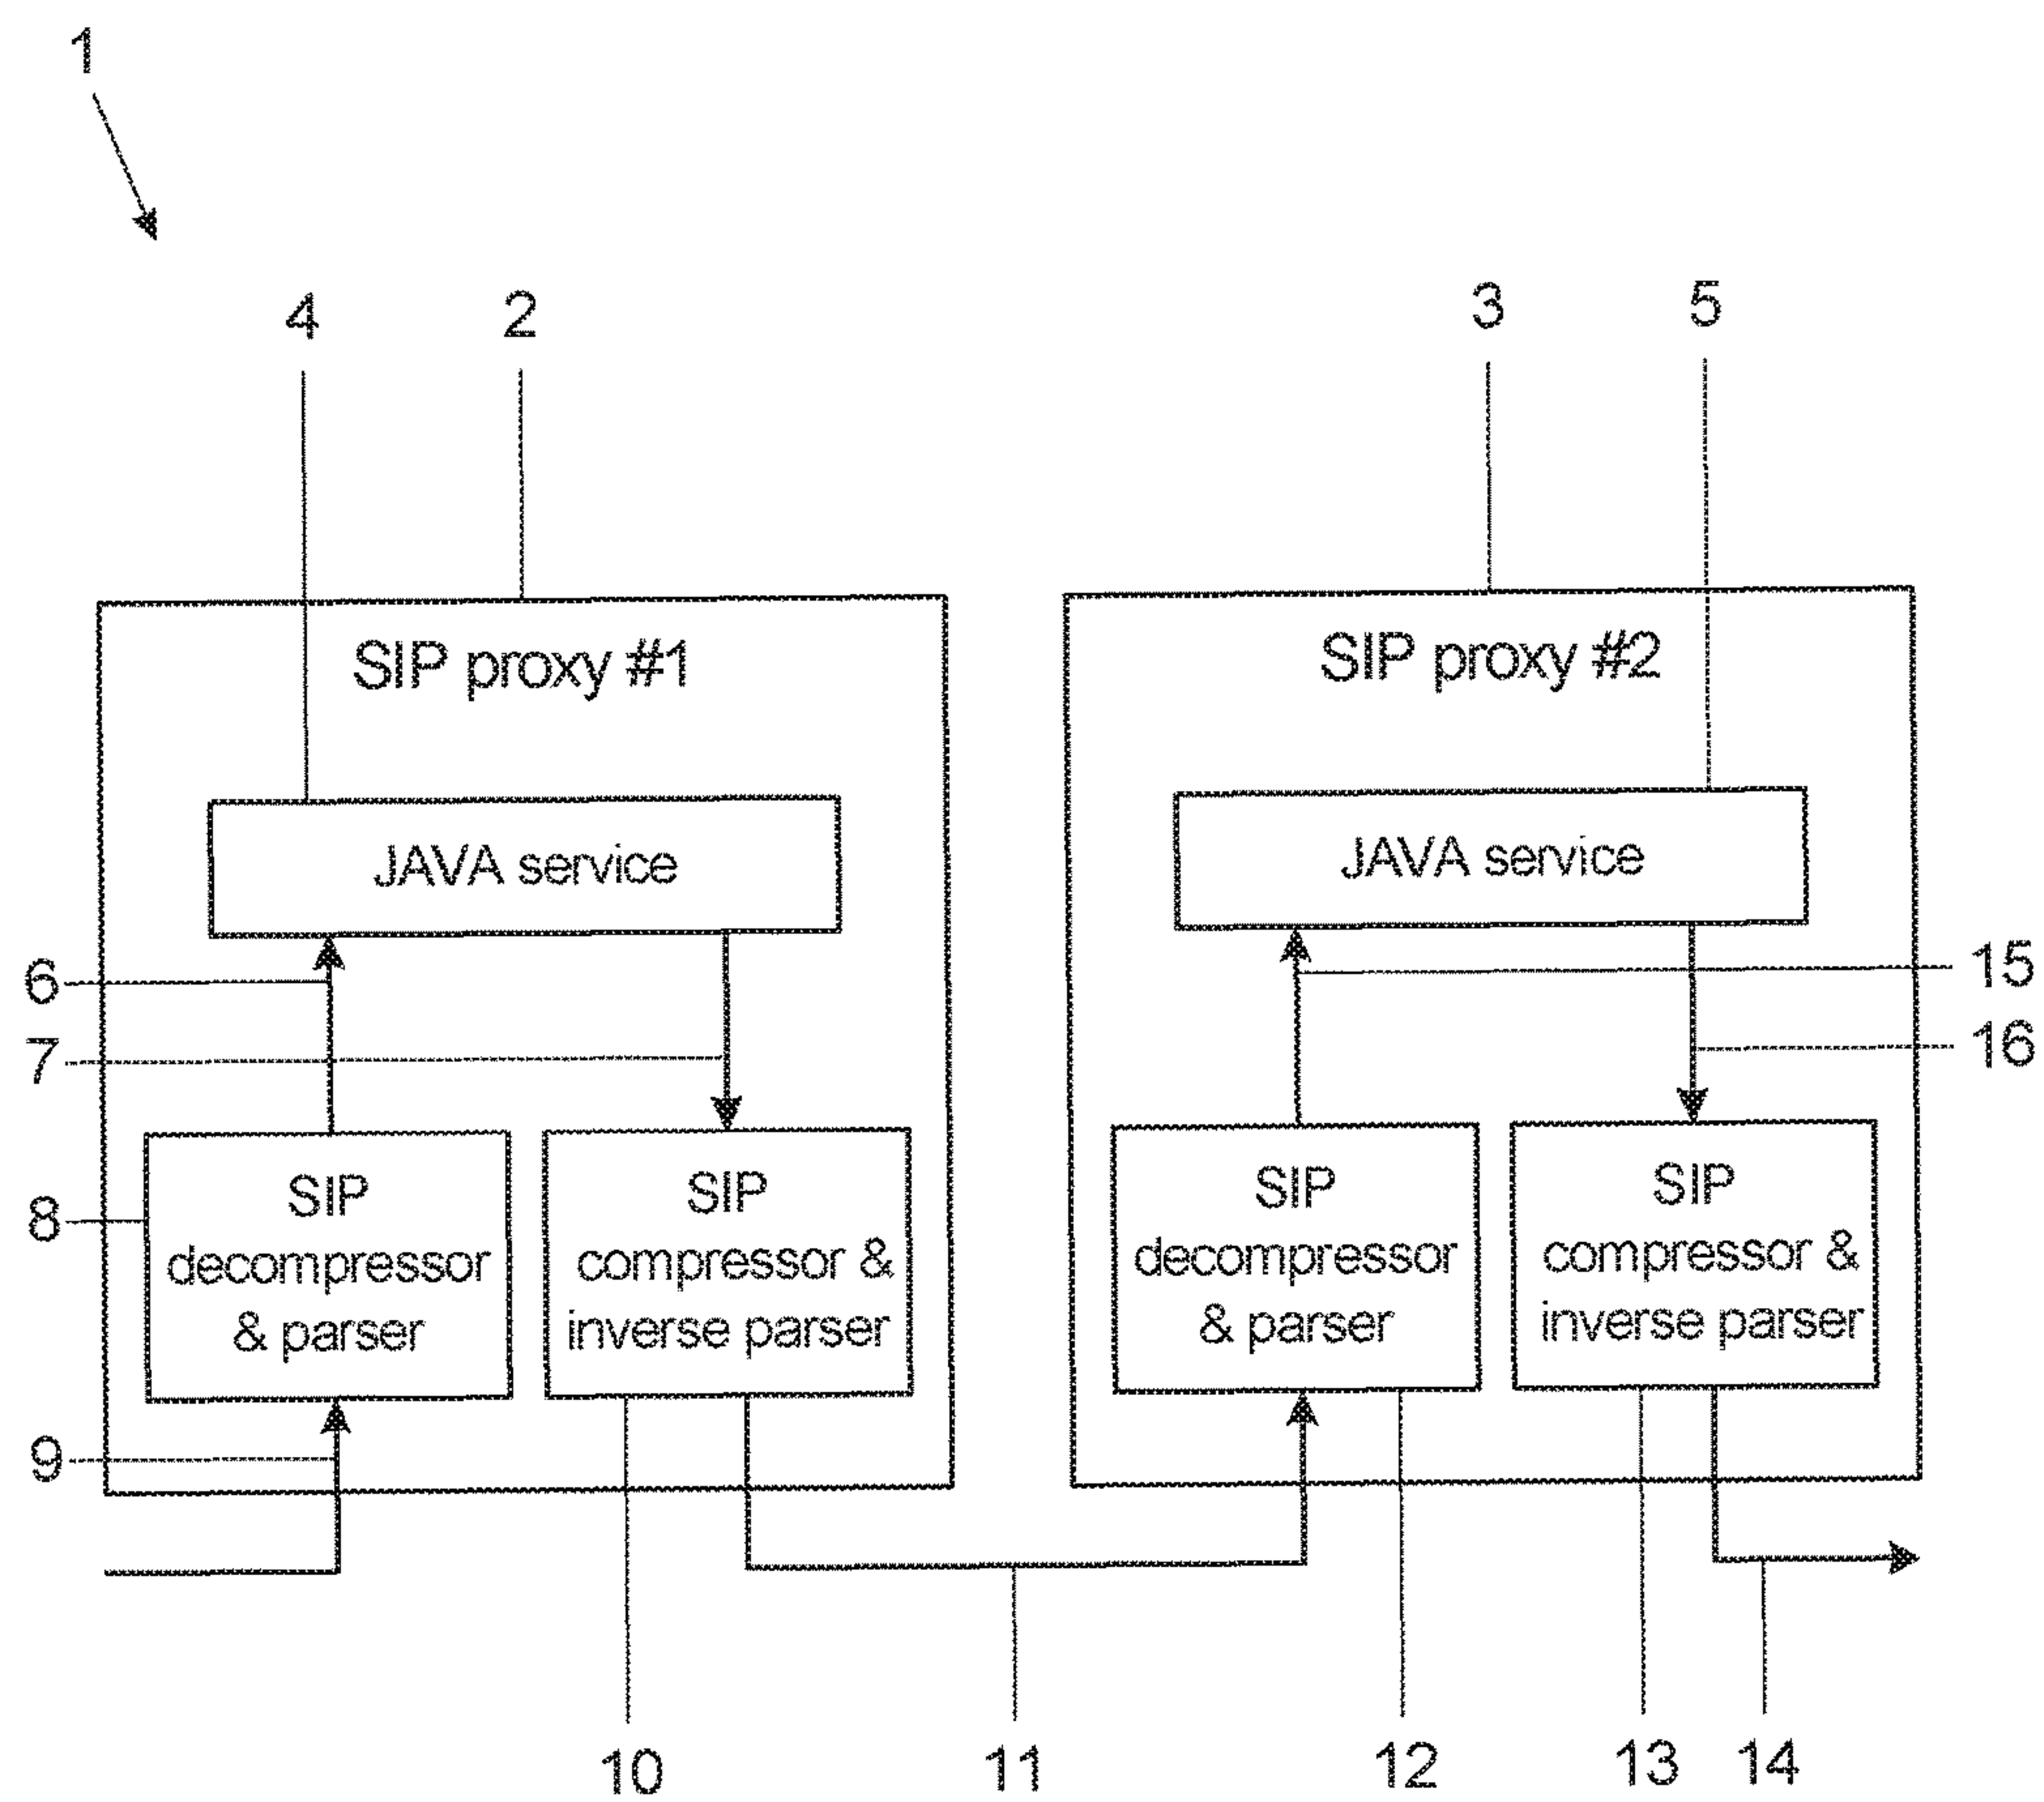 1
4
2
3
5
SIP proxy #1
SIP proxy #2
JAVA service
JAVA service
6
7
15
16
SIP
decompressor
& parser
SIP
compressor &
inverse parser
SIP
decompressor
& parser
SIP
compressor &
inverse parser
8
9
10
11
12
13
14